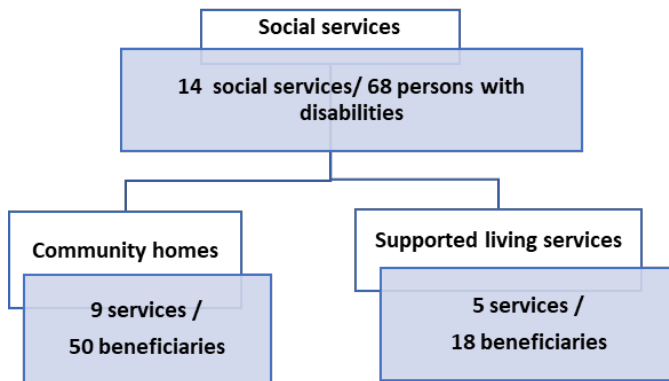 Social services
14 social services/ 68 persons with
disabilities
Community homes
9 services /
50 beneficiaries
Supported living services
5 services /
18 beneficiaries